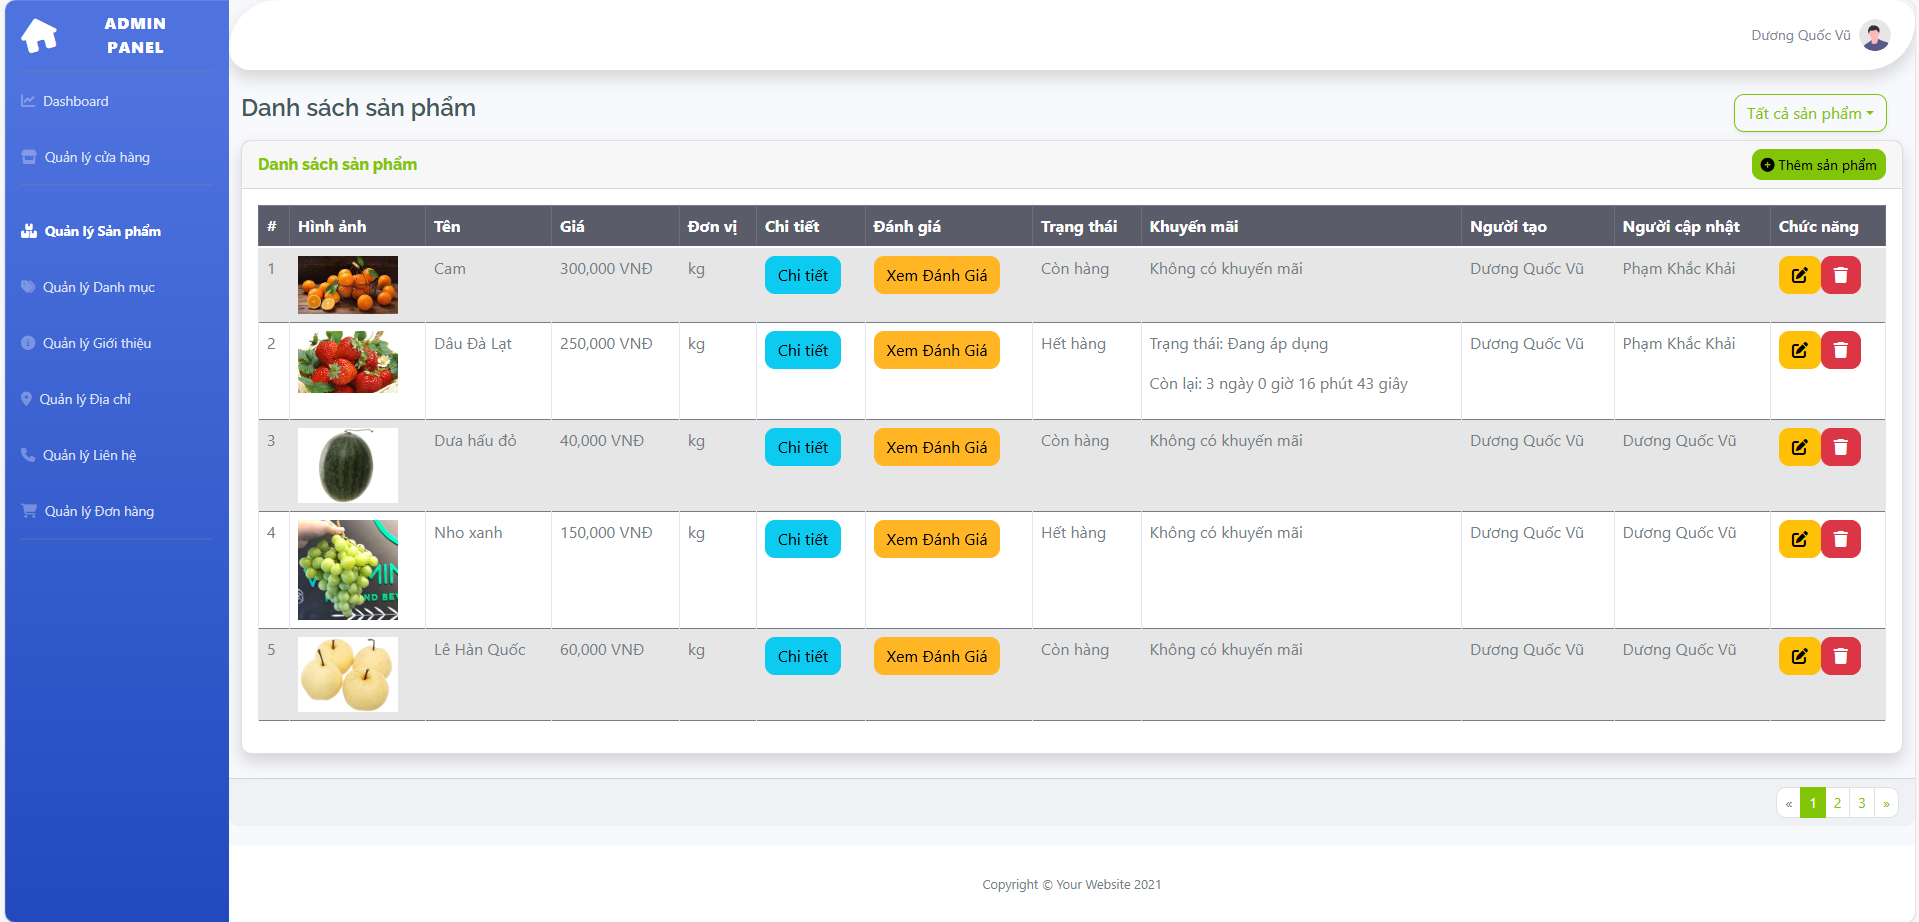 ADMIN
PANEL
Dashboard
Quản lý cửa hàng
Quản lý Sản phẩm
Quản lý Danh mục
Quản lý Giới thiệu
Quản lý Địa chỉ
Quản lý Liên hệ
Quản lý Đơn hàng
Dương Quốc Vũ
Danh sách sản phẩm
Tất cả sản phẩm
Danh sách sản phẩm
Thêm sản phẩm
# Hình ảnh Tên Giá Đơn vị Chi tiết Đánh giá Trạng thái Khuyến mãi Người tạo Người cập nhật Chức năng
1 Cam 300,000 VNĐ kg Chi tiết Xem Đánh Giá Còn hàng Không có khuyến mãi Dương Quốc Vũ Phạm Khắc Khải
2 Dâu Đà Lạt 250,000 VNĐ kg Chi tiết Xem Đánh Giá Hết hàng Trạng thái: Đang áp dụng Dương Quốc Vũ Phạm Khắc Khải
Còn lại: 3 ngày 0 giờ 16 phút 43 giây
3 Dưa hấu đỏ 40,000 VNĐ kg Chi tiết Xem Đánh Giá Còn hàng Không có khuyến mãi Dương Quốc Vũ Dương Quốc Vũ
4 Nho xanh 150,000 VNĐ kg Chi tiết Xem Đánh Giá Hết hàng Không có khuyến mãi Dương Quốc Vũ Dương Quốc Vũ
5 Lê Hàn Quốc 60,000 VNĐ kg Chi tiết Xem Đánh Giá Còn hàng Không có khuyến mãi Dương Quốc Vũ Dương Quốc Vũ
« 1 2 3 »
Copyright © Your Website 2021